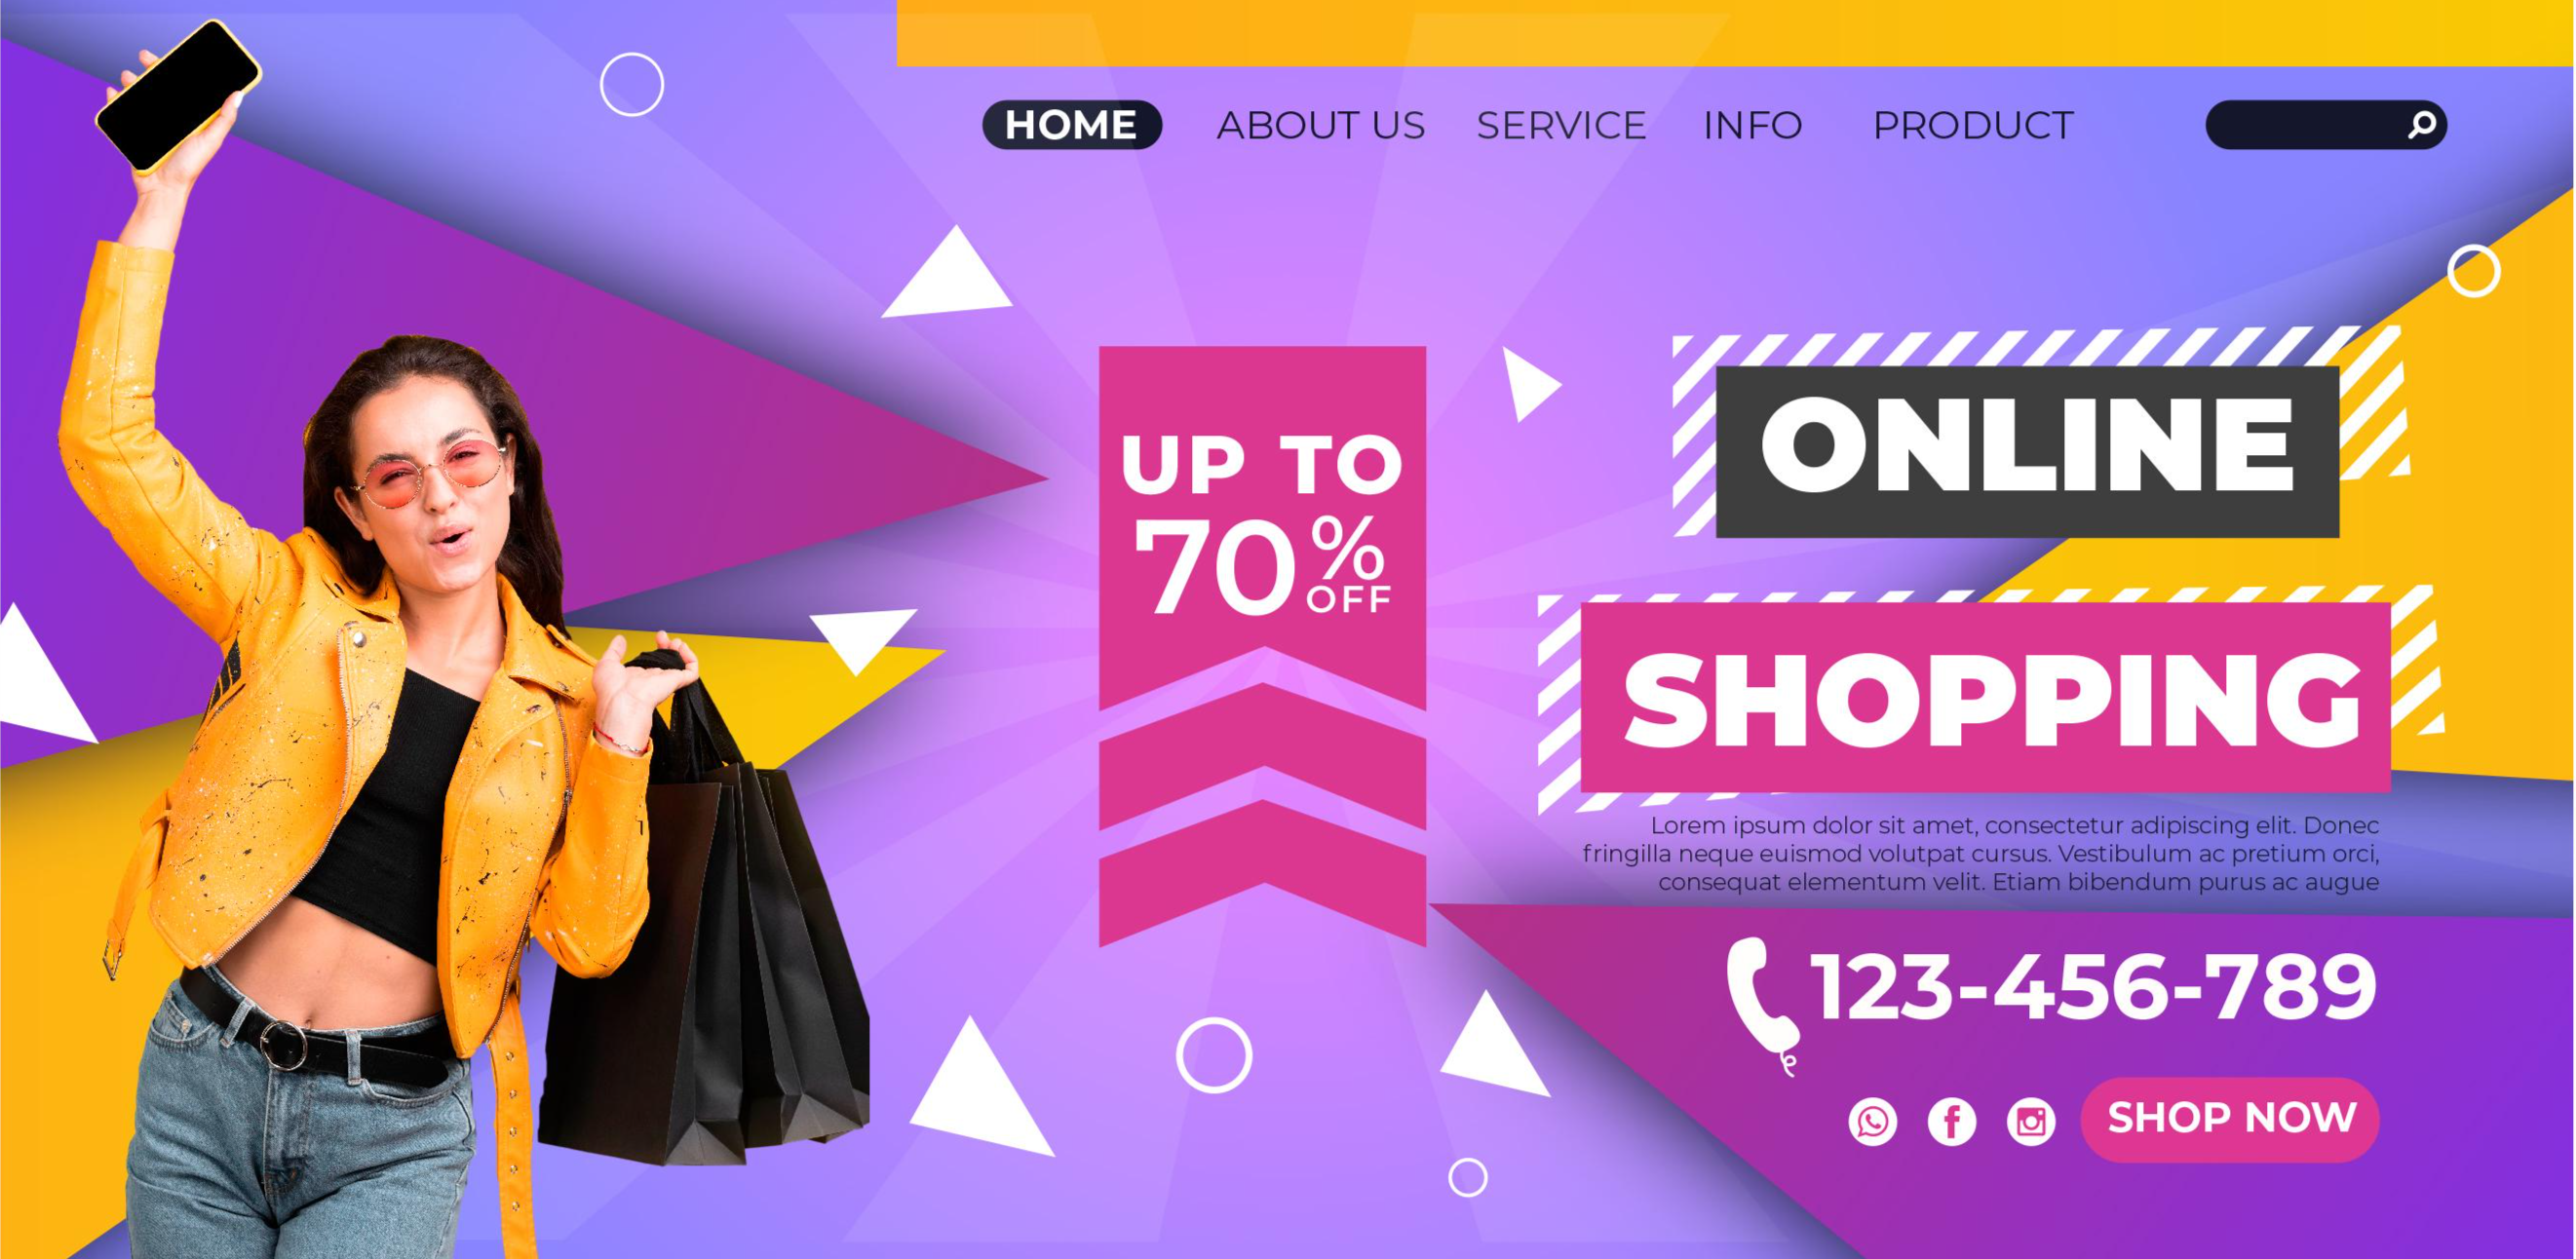 HOME ABOUT US SERVICE INFO PRODUCT
UP TO
70%
OFF
ONLINE
SHOPPING
Lorem ipsum dolor sit amet, consectetur adipiscing elit. Donec
fringilla neque euismod volutpat cursus. Vestibulum ac pretium orci,
consequat elementum velit. Etiam bibendum purus ac augue
123-456-789
SHOP NOW